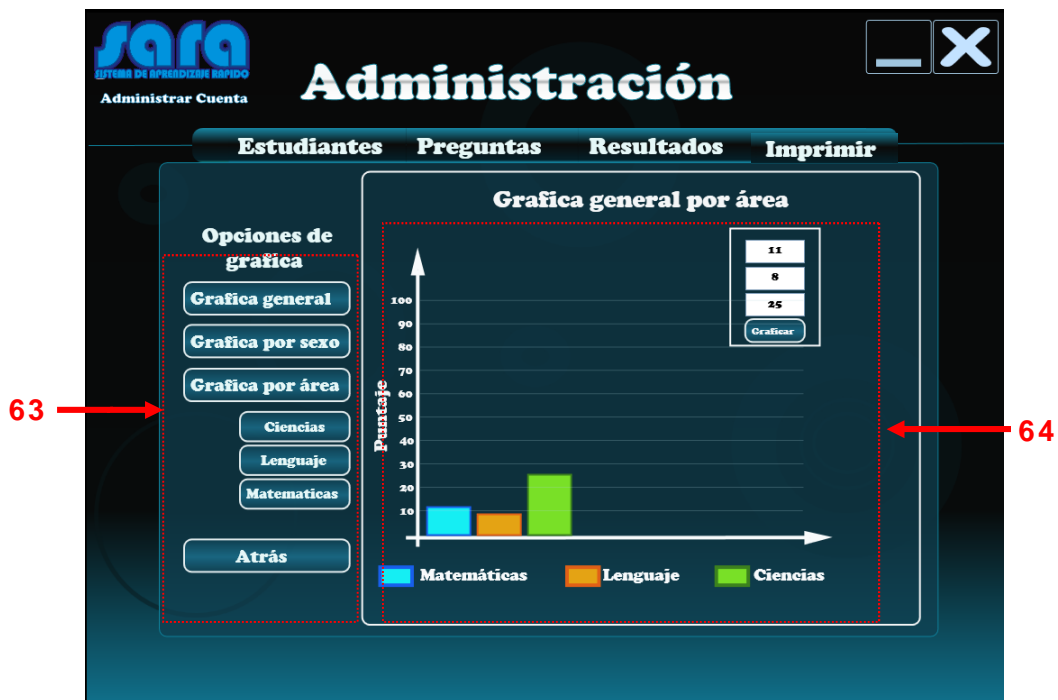 sara
SISTEMA DE APRENDIZAJE RAPIDO
Administrar Cuenta
Administración
Estudiantes Preguntas Resultados Imprimir
Opciones de
grafica
Grafica general
Grafica por sexo
Grafica por área
Ciencias
Lenguaje
Matematicas
Atrás
63
Grafica general por área
11
8
25
Graficar
Puntaje
100
90
80
70
60
50
40
30
20
10
Matemáticas Lenguaje Ciencias
64